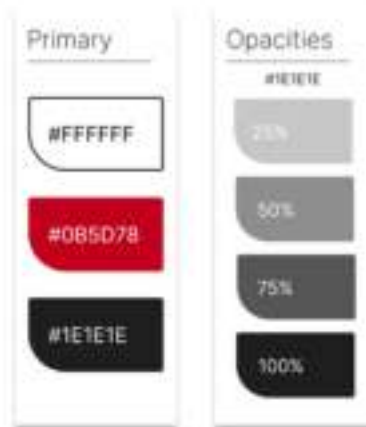 Primary
#FFFFFF
#0B5D78
#1E1E1E
Opacities
#1E1E1E
25%
50%
75%
100%